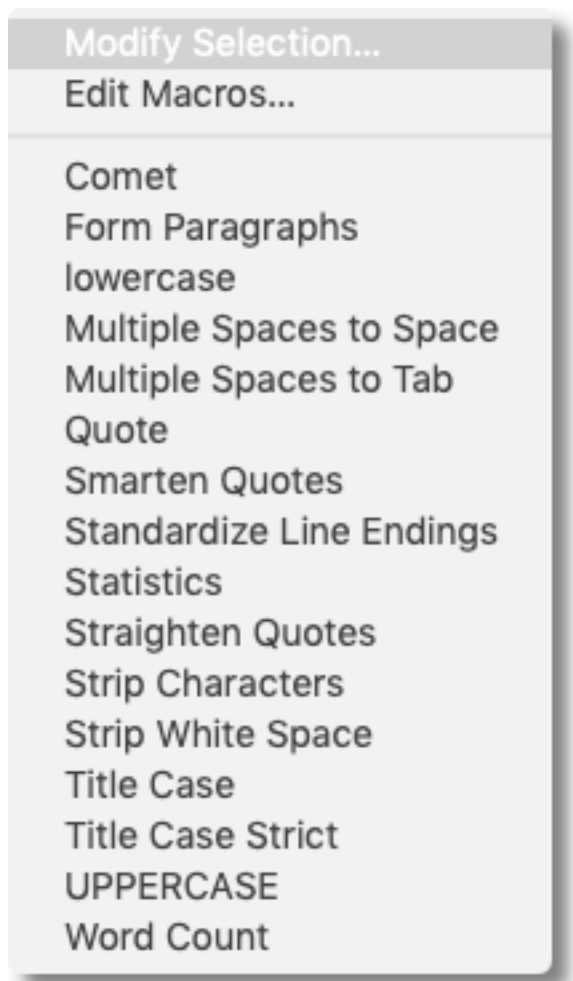 Modify Selection...
Edit Macros...
Comet
Form Paragraphs
lowercase
Multiple Spaces to Space
Multiple Spaces to Tab
Quote
Smarten Quotes
Standardize Line Endings
Statistics
Straighten Quotes
Strip Characters
Strip White Space
Title Case
Title Case Strict
UPPERCASE
Word Count